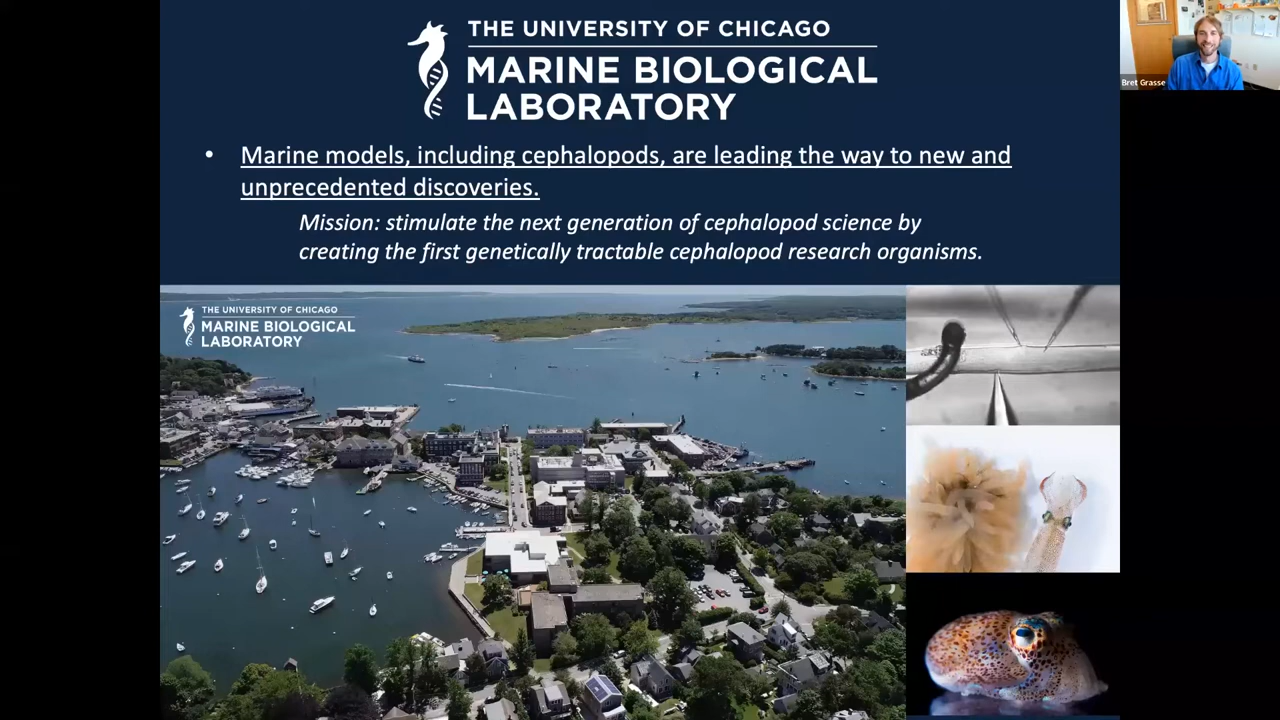 THE UNIVERSITY OF CHICAGO
MARINE BIOLOGICAL
LABORATORY
Bret Grasse
• Marine models, including cephalopods, are leading the way to new and
unprecedented discoveries.
Mission: stimulate the next generation of cephalopod science by
creating the first genetically tractable cephalopod research organisms.
THE UNIVERSITY OF CHICAGO
MARINE BIOLOGICAL
LABORATORY